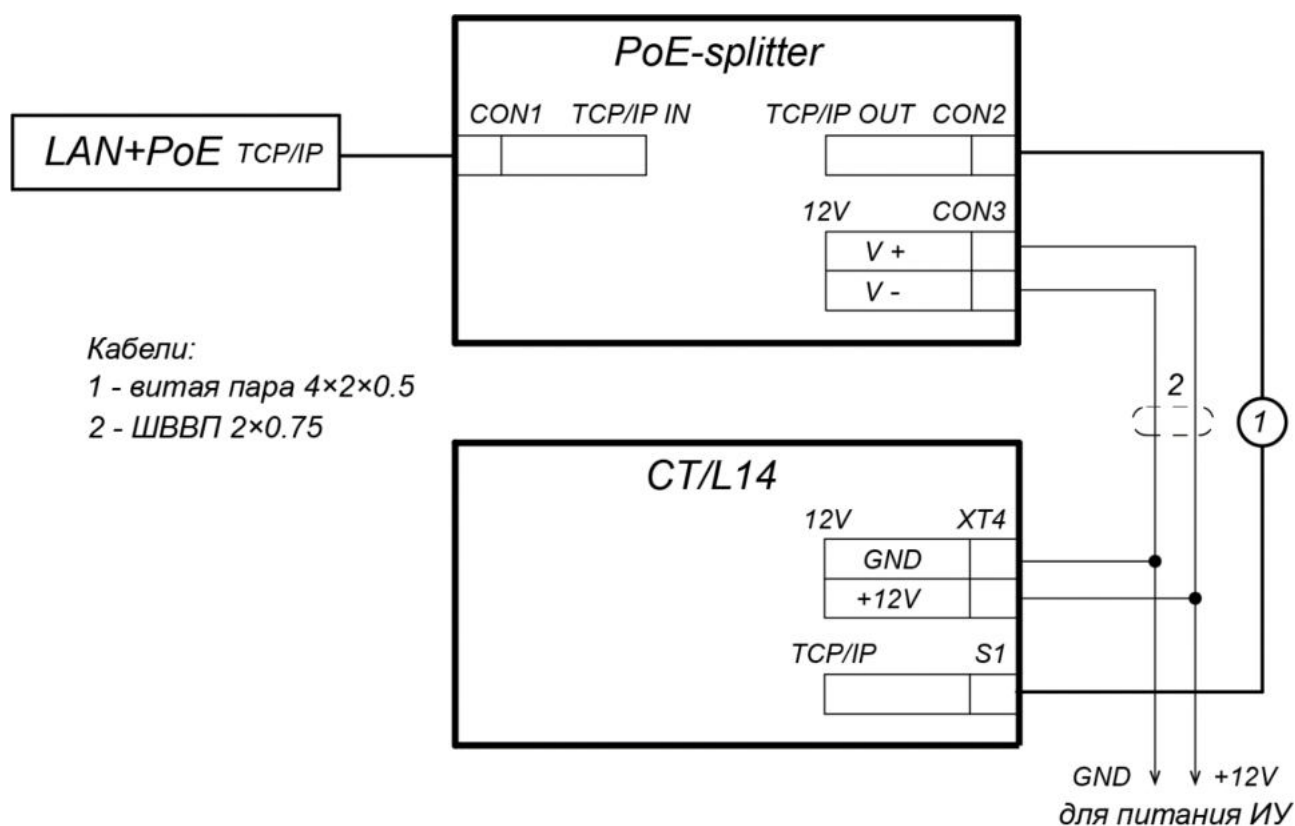 PoE-splitter
CON1 TCP/IP IN TCP/IP OUT CON2
LAN+PoE TCP/IP
12V CON3
V +
V -
Кабели:
1 - витая пара 4×2×0.5
2 - ШВВП 2×0.75
2
1
CT/L14
12V XT4
GND
+12V
TCP/IP S1
GND +12V
для питания ИУ